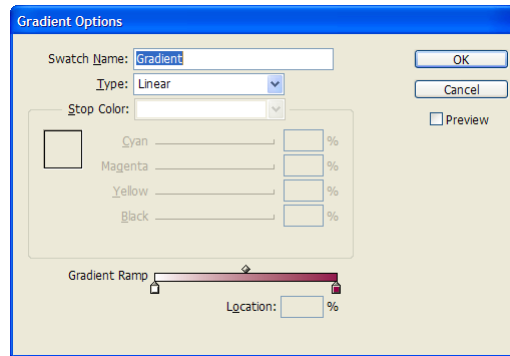 Gradient Options
Swatch Name: Gradient
OK
Type: Linear
Cancel
Stop Color:
Preview
Cyan %
Magenta %
Yellow %
Black %
Gradient Ramp
Location: %